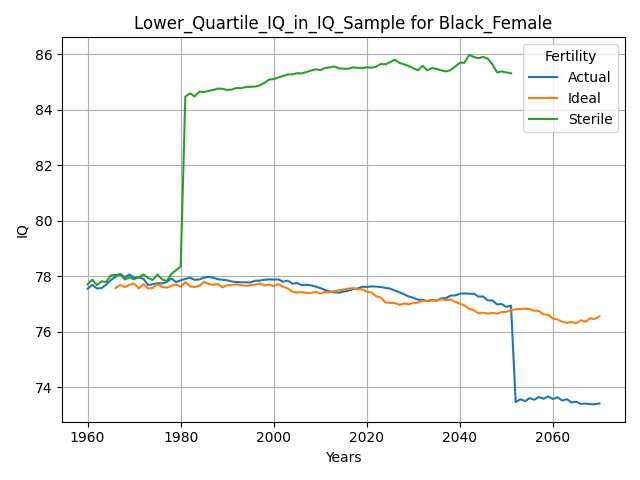 Lower_Quartile_IQ_in_IQ_Sample for Black_Female
IQ
86
84
82
80
78
76
74
1960
1980
2000
2020
2040
2060
Years
Fertility
Actual
Ideal
Sterile